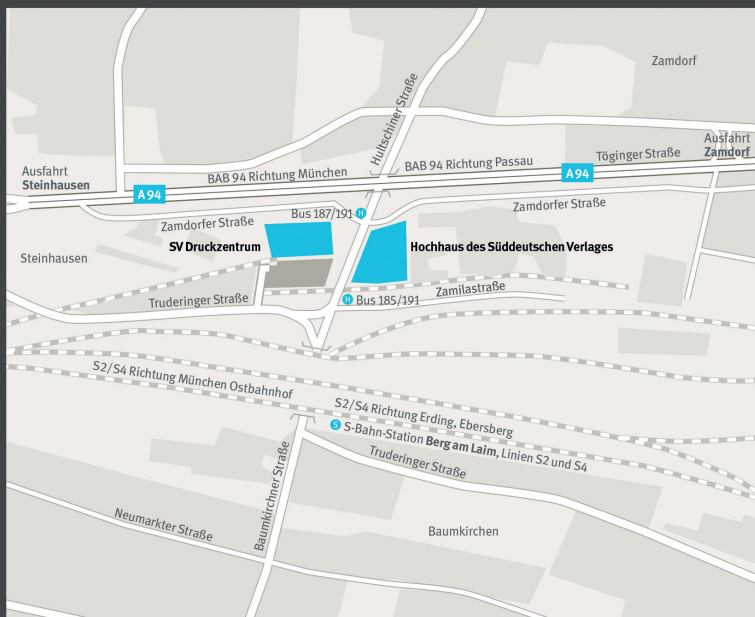 Zamdorf
Hultschiner Straße
Ausfahrt
Zamdorf
Töginger Straße
BAB 94 Richtung Passau
BAB 94 Richtung München
A 94
Ausfahrt
Steinhausen
A 94
Zamdorfer Straße
Bus 187/191 H
Zamdorfer Straße
SV Druckzentrum
Hochhaus des Süddeutschen Verlages
Steinhausen
Zamilastraße
Truderinger Straße
H Bus 185/191
S2/S4 Richtung München Ostbahnhof
S2/S4 Richtung Erding, Ebersberg
S S-Bahn-Station Berg am Laim, Linien S2 und S4
Truderinger Straße
Baumkirchner Straße
Neumarkter Straße
Baumkirchen